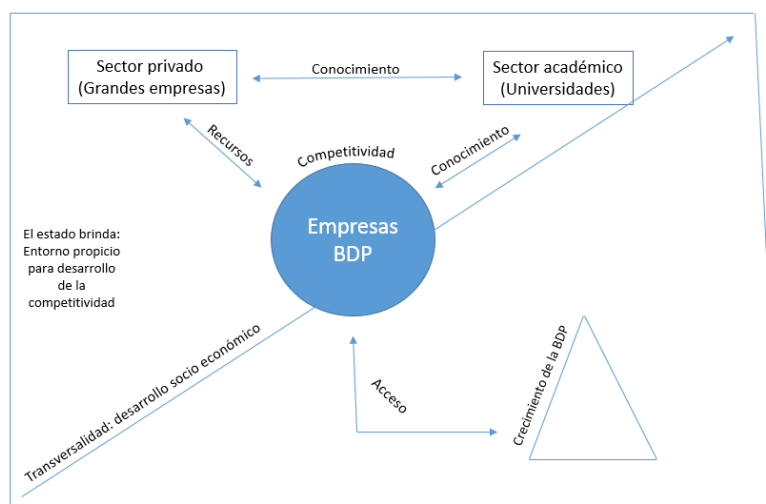 Sector privado
(Grandes empresas)
Conocimiento
Sector académico
(Universidades)
Recursos
Competitividad
Conocimiento
Empresas
BDP
El estado brinda:
Entorno propicio
para desarrollo
de la
competitividad
Transversalidad: desarrollo socio económico
Acceso
Crecimiento de la BDP